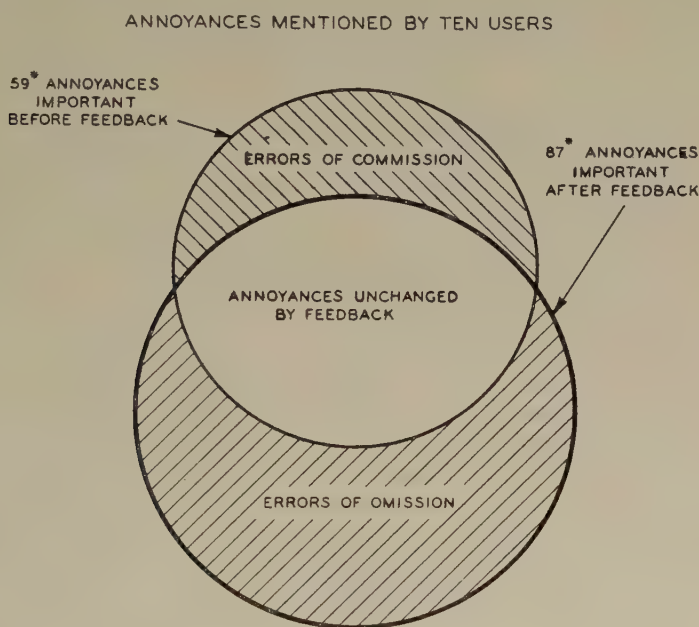 ANNOYANCES MENTIONED BY TEN USERS
59* ANNOYANCES
IMPORTANT
BEFORE FEEDBACK
ERRORS OF COMMISSION
87* ANNOYANCES
IMPORTANT
AFTER FEEDBACK
ANNOYANCES UNCHANGED
BY FEEDBACK
ERRORS OF OMISSION